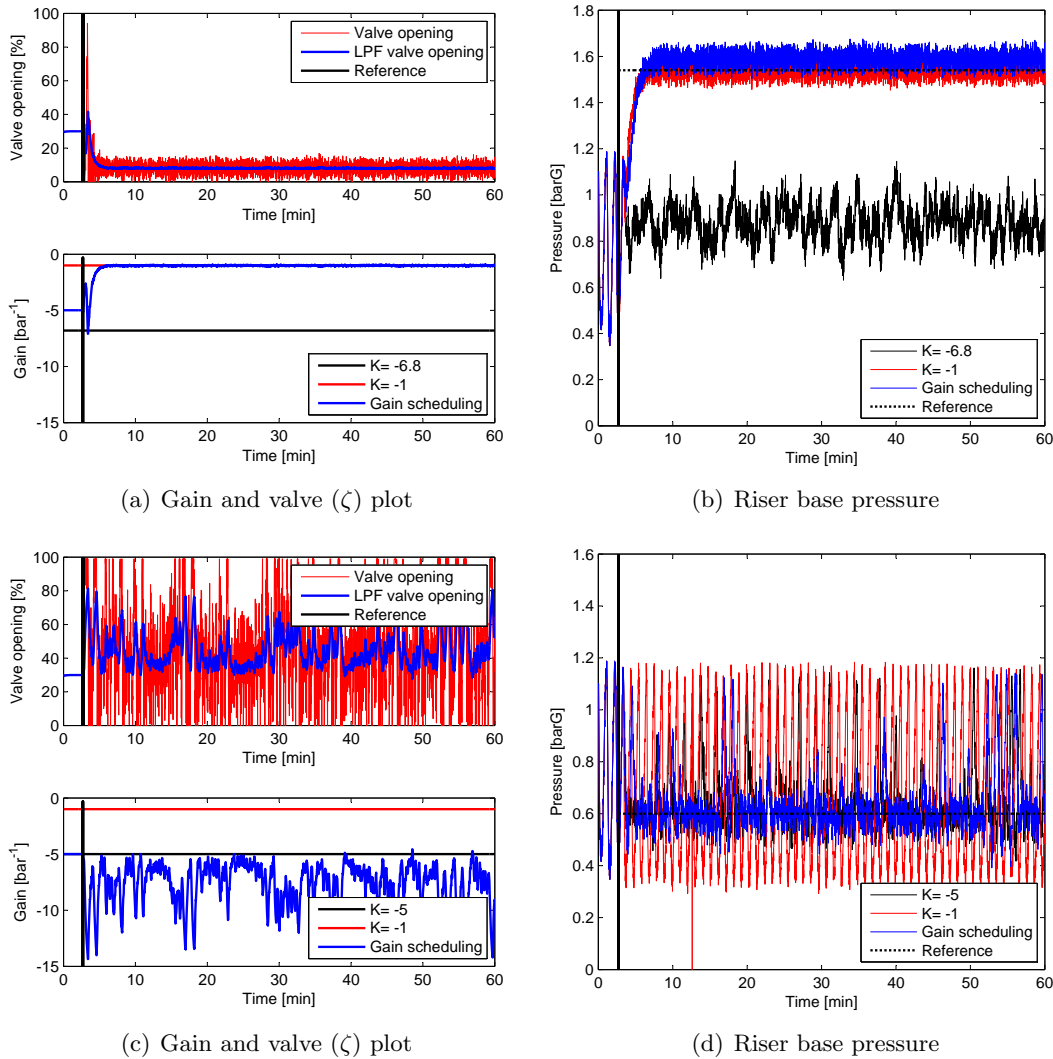 100
80
60
40
20
0
Valve opening [%]
Valve opening
LPF valve opening
Reference
0 10 20 30 40 50 60
Time [min]
0
-5
-10
-15
Gain [bar-1]
K= -6.8
K= -1
Gain scheduling
0 10 20 30 40 50 60
Time [min]
(a) Gain and valve (ζ) plot
1.8
1.6
1.4
1.2
1
0.8
0.6
0.4
0.2
0
Pressure [barG]
K= -6.8
K= -1
Gain scheduling
Reference
0 10 20 30 40 50 60
Time [min]
(b) Riser base pressure
100
80
60
40
20
0
Valve opening [%]
Valve opening
LPF valve opening
Reference
0 10 20 30 40 50 60
Time [min]
0
-5
-10
-15
Gain [bar-1]
K= -5
K= -1
Gain scheduling
0 10 20 30 40 50 60
Time [min]
(c) Gain and valve (ζ) plot
1.6
1.4
1.2
1
0.8
0.6
0.4
0.2
0
Pressure [barG]
K= -5
K= -1
Gain scheduling
Reference
0 10 20 30 40 50 60
Time [min]
(d) Riser base pressure